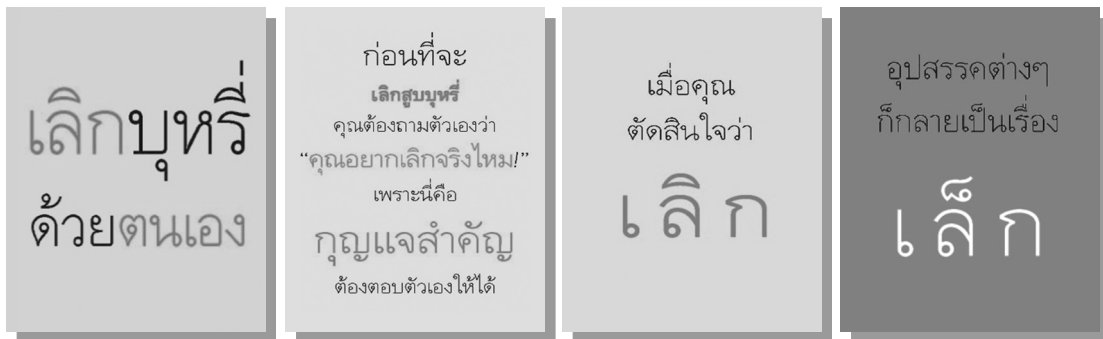 เลิกบุหรี่
ด้วยตนเอง
ก่อนที่จะ
เลิกสูบบุหรี่
คุณต้องถามตัวเองว่า
“คุณอยากเลิกจริงไหม!”
เพราะนี่คือ
กุญแจสำคัญ
ต้องตอบตัวเองให้ได้
เมื่อคุณ
ตัดสินใจว่า
เลิก
อุปสรรคต่างๆ
ก็กลายเป็นเรื่อง
เล็ก